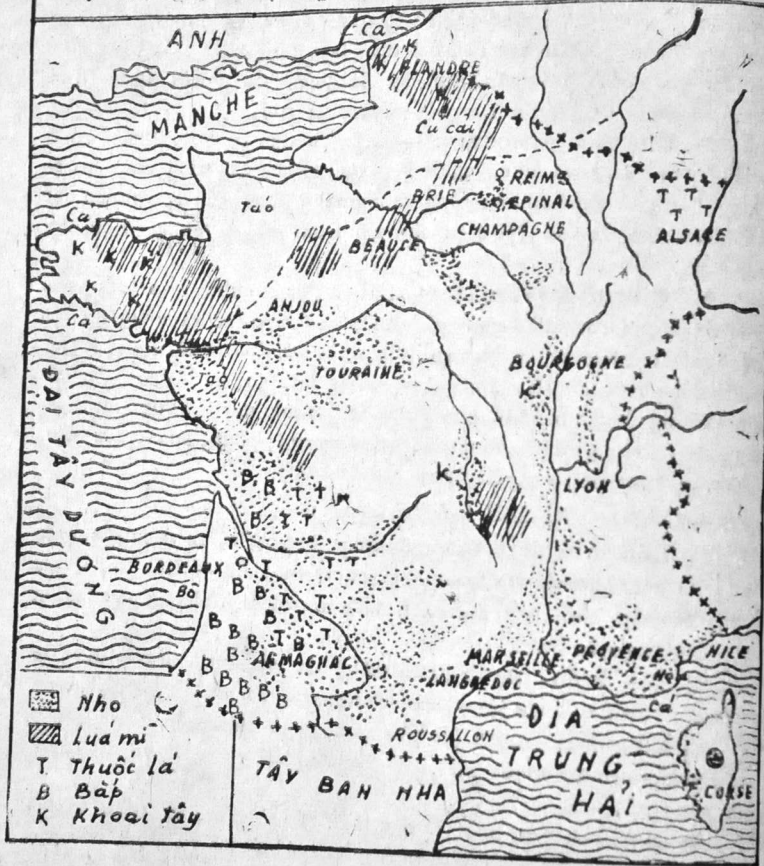 ANH
Cá
MANCHE
K
K
FLANDRE
Củ cải
Cá
K
K
K
K
K
Cá
Táo
BRIE
REIMS
EPINAL
CHAMPAGNE
BEAUCE
T
T
T
ALSACE
ANJOU
TOURAINE
Táo
BOURGOGNE
K
K
LYON
ĐẠI TÂY DƯƠNG
B
B
T
T
B
T
T
T
T
T
BORDEAUX
Bò
B
B
T
T
B
B
T
T
B
B
T
B
B
B
B
B
B
ARMAGNAC
MARSEILLE
PROVENCE
NICE
LANGUEDOC
Cá
ROUSSILLON
ĐỊA
TRUNG
HẢI
CORSE
TÂY BAN NHA
Nho
Luá mì
T Thuốc lá
B Bắp
K Khoai Tây